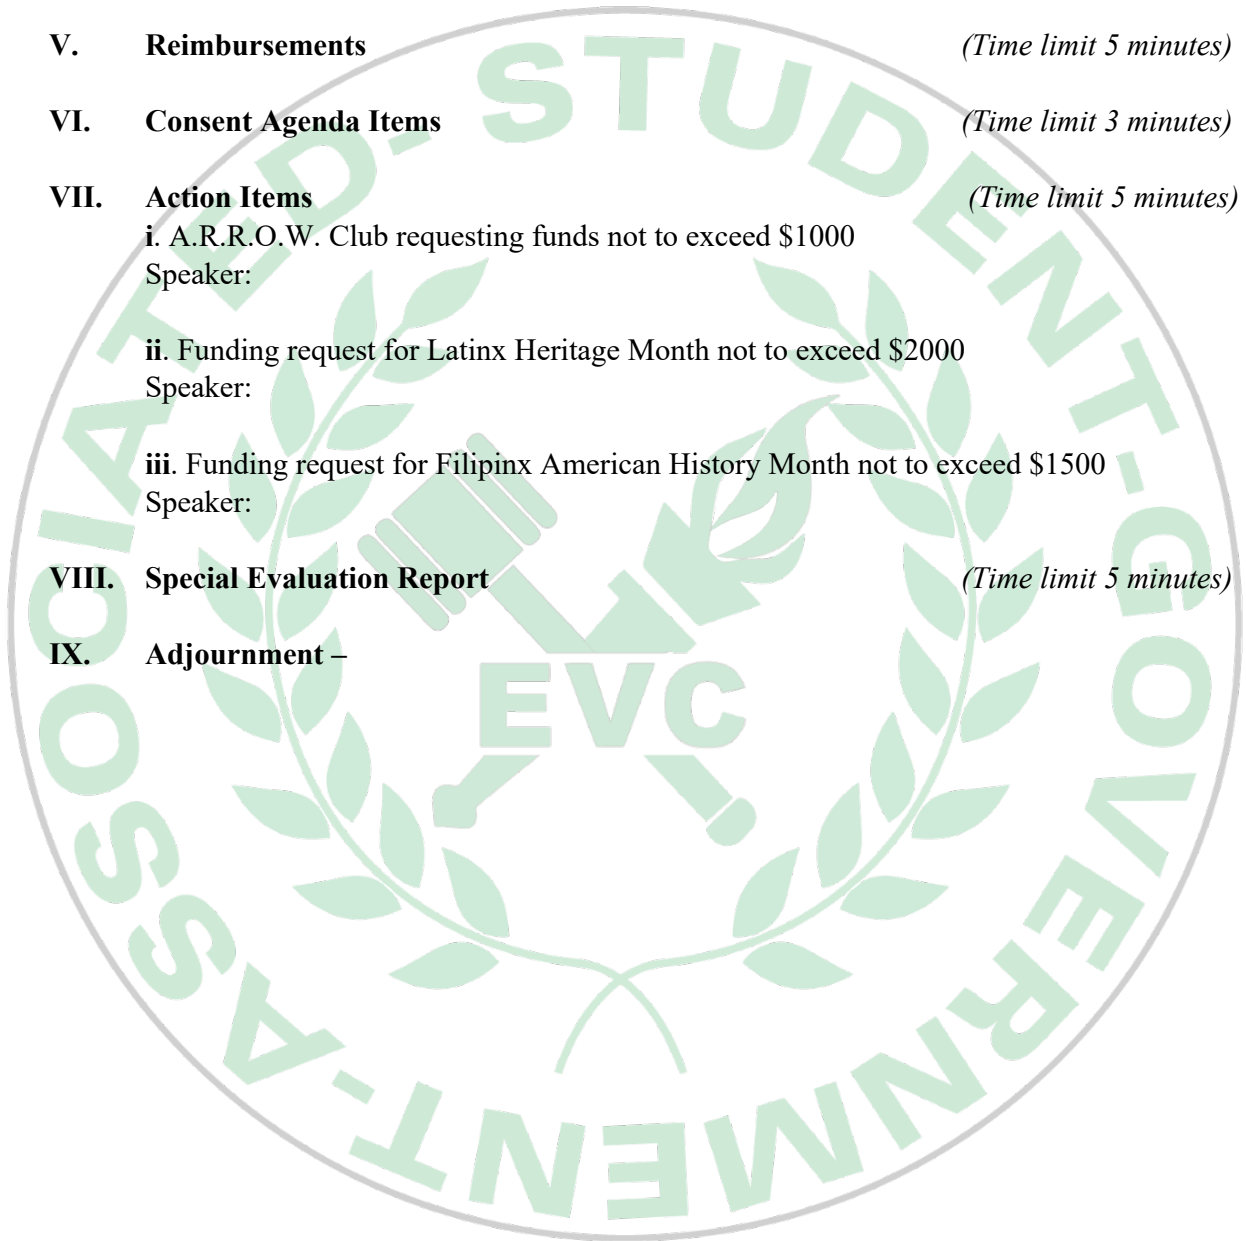 V. Reimbursements (Time limit 5 minutes)
VI. Consent Agenda Items (Time limit 3 minutes)
VII. Action Items (Time limit 5 minutes)
i. A.R.R.O.W. Club requesting funds not to exceed $1000
Speaker:
ii. Funding request for Latinx Heritage Month not to exceed $2000
Speaker:
iii. Funding request for Filipinx American History Month not to exceed $1500
Speaker:
VIII. Special Evaluation Report (Time limit 5 minutes)
IX. Adjournment –
ASSOCIATED-STUDENT-GOVERNMENT-
EVC